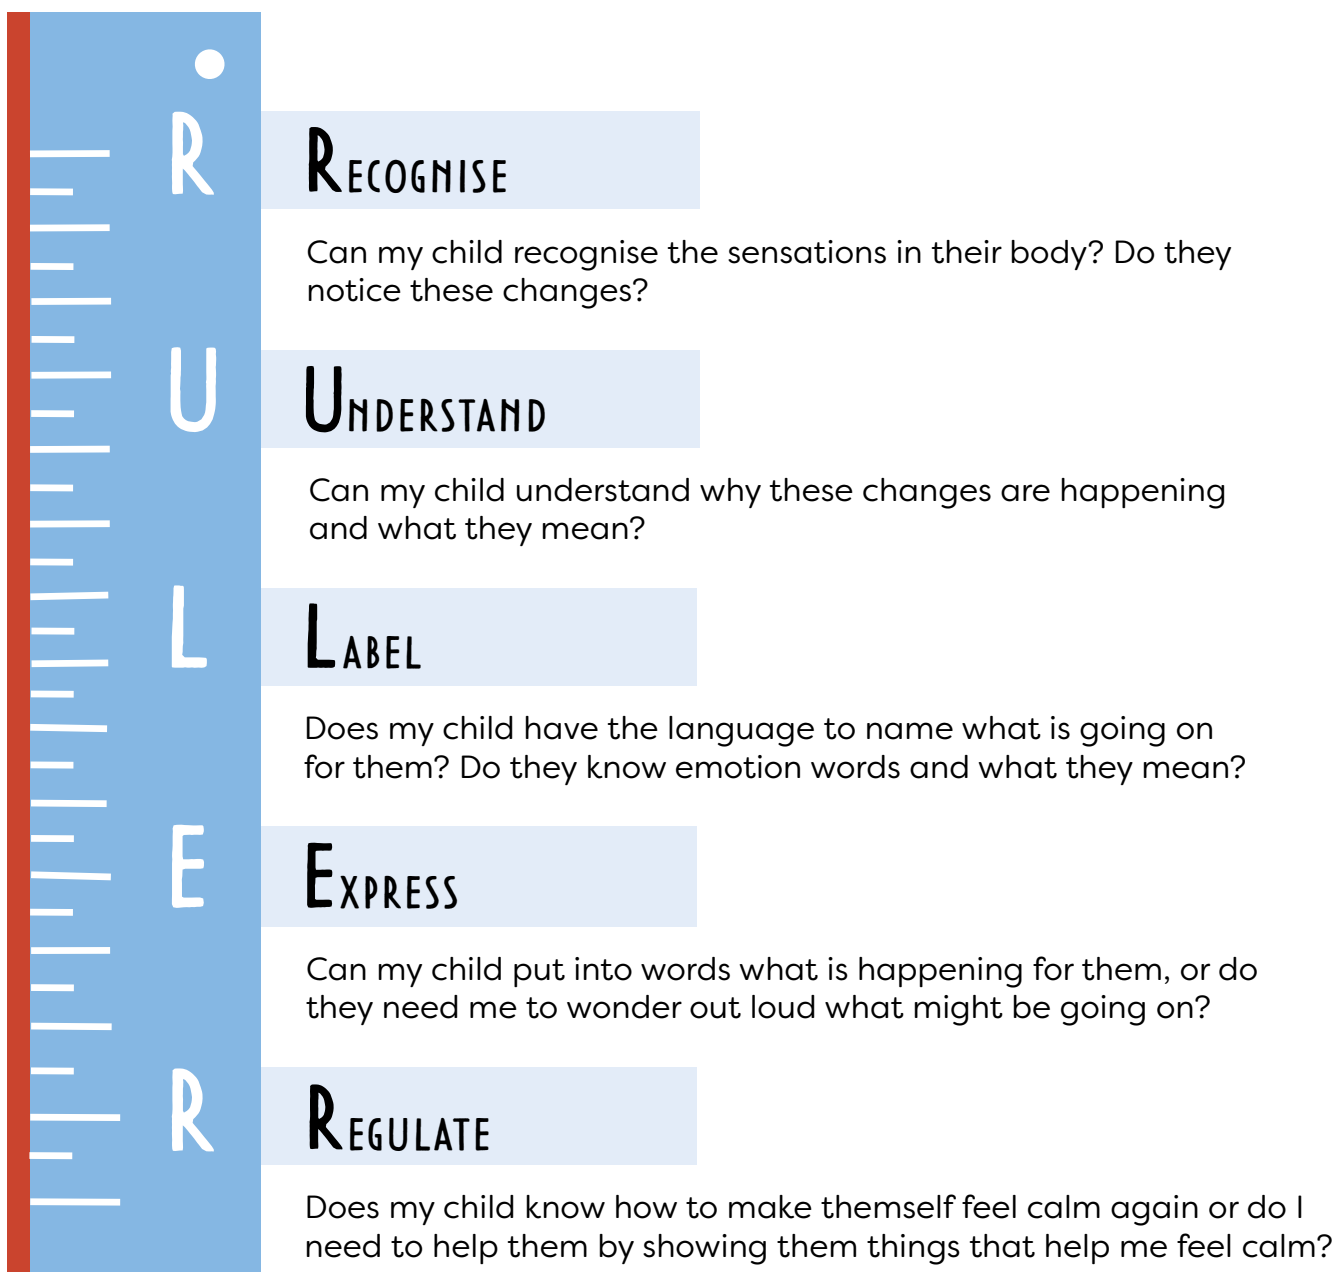 R
RECOGNISE
Can my child recognise the sensations in their body? Do they
notice these changes?
U
UNDERSTAND
Can my child understand why these changes are happening
and what they mean?
L
LABEL
Does my child have the language to name what is going on
for them? Do they know emotion words and what they mean?
E
EXPRESS
Can my child put into words what is happening for them, or do
they need me to wonder out loud what might be going on?
R
REGULATE
Does my child know how to make themself feel calm again or do I
need to help them by showing them things that help me feel calm?